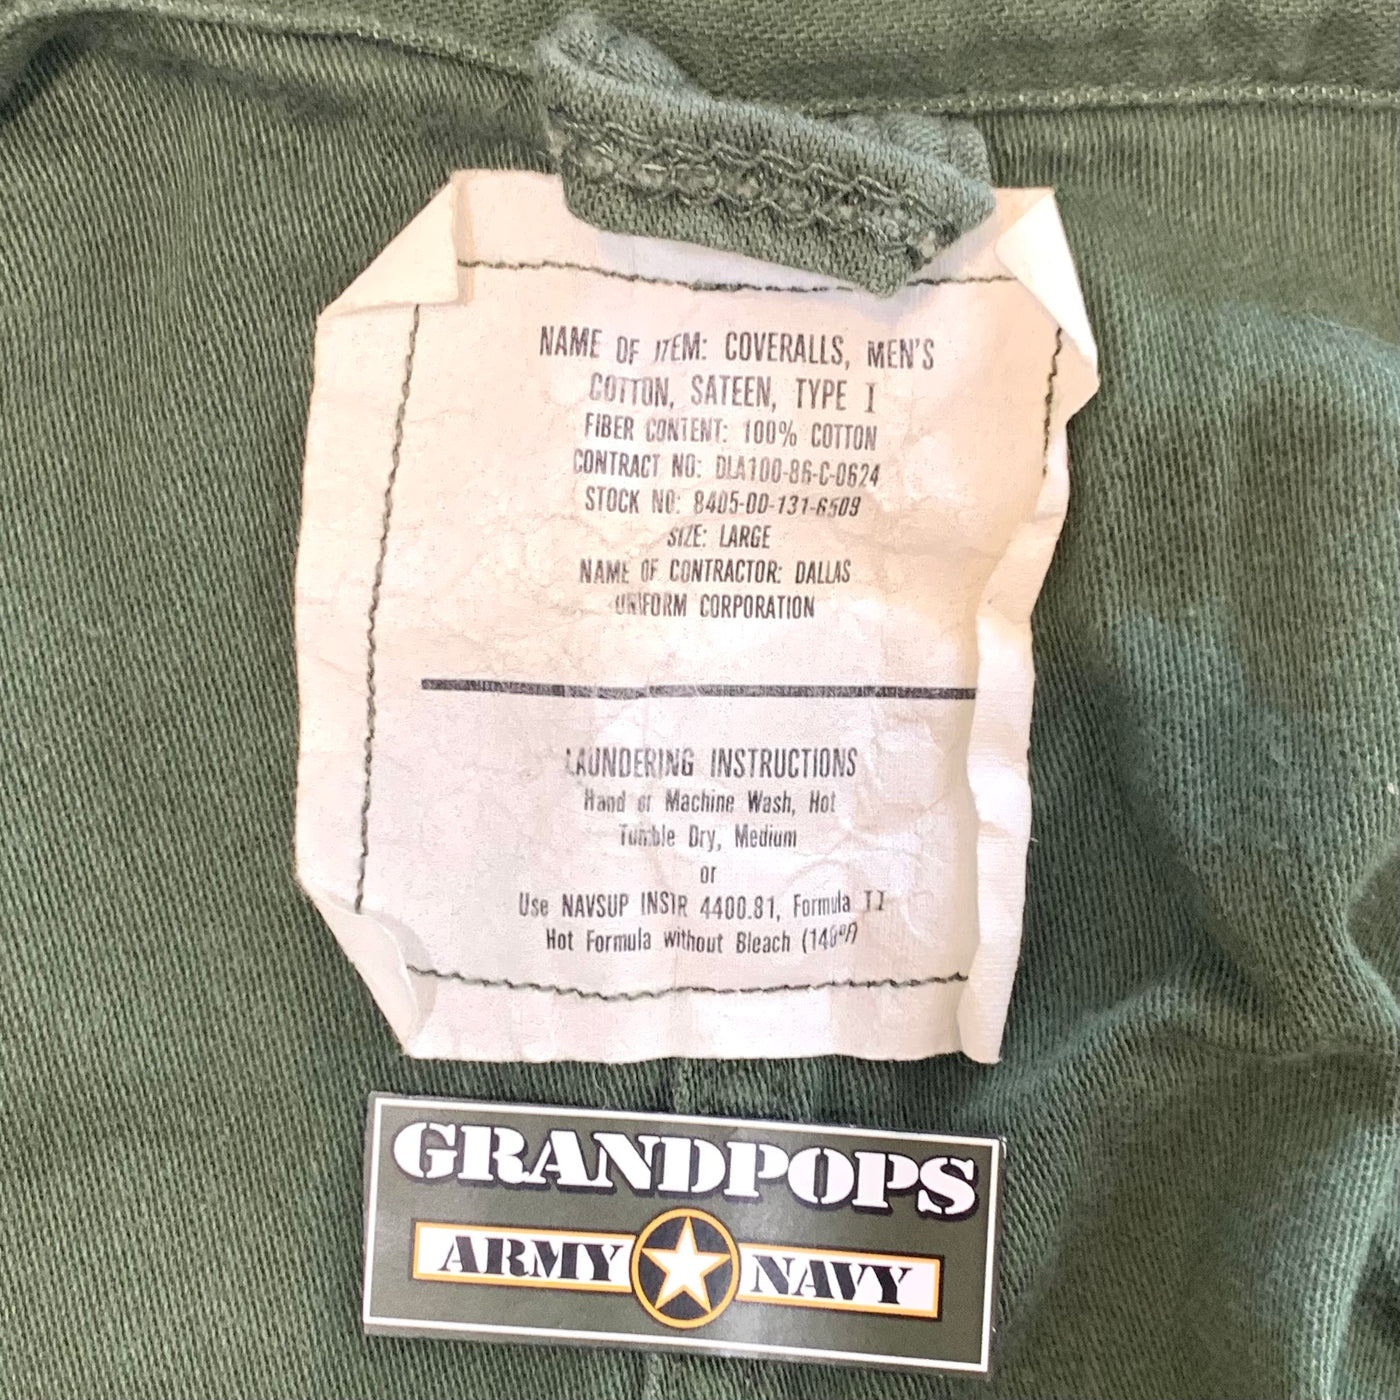 NAME OF ITEM: COVERALLS, MEN'S
COTTON, SATEEN, TYPE I
FIBER CONTENT: 100% COTTON
CONTRACT NO: DLA100-86-C-0624
STOCK NO: 8405-00-131-6509
SIZE: LARGE
NAME OF CONTRACTOR: DALLAS
UNIFORM CORPORATION
LAUNDERING INSTRUCTIONS
Hand or Machine Wash, Hot
Tumble Dry, Medium
or
Use NAVSUP INSTR 4400.81, Formula II
Hot Formula without Bleach (140°F)
GRANDPOPS
ARMY NAVY